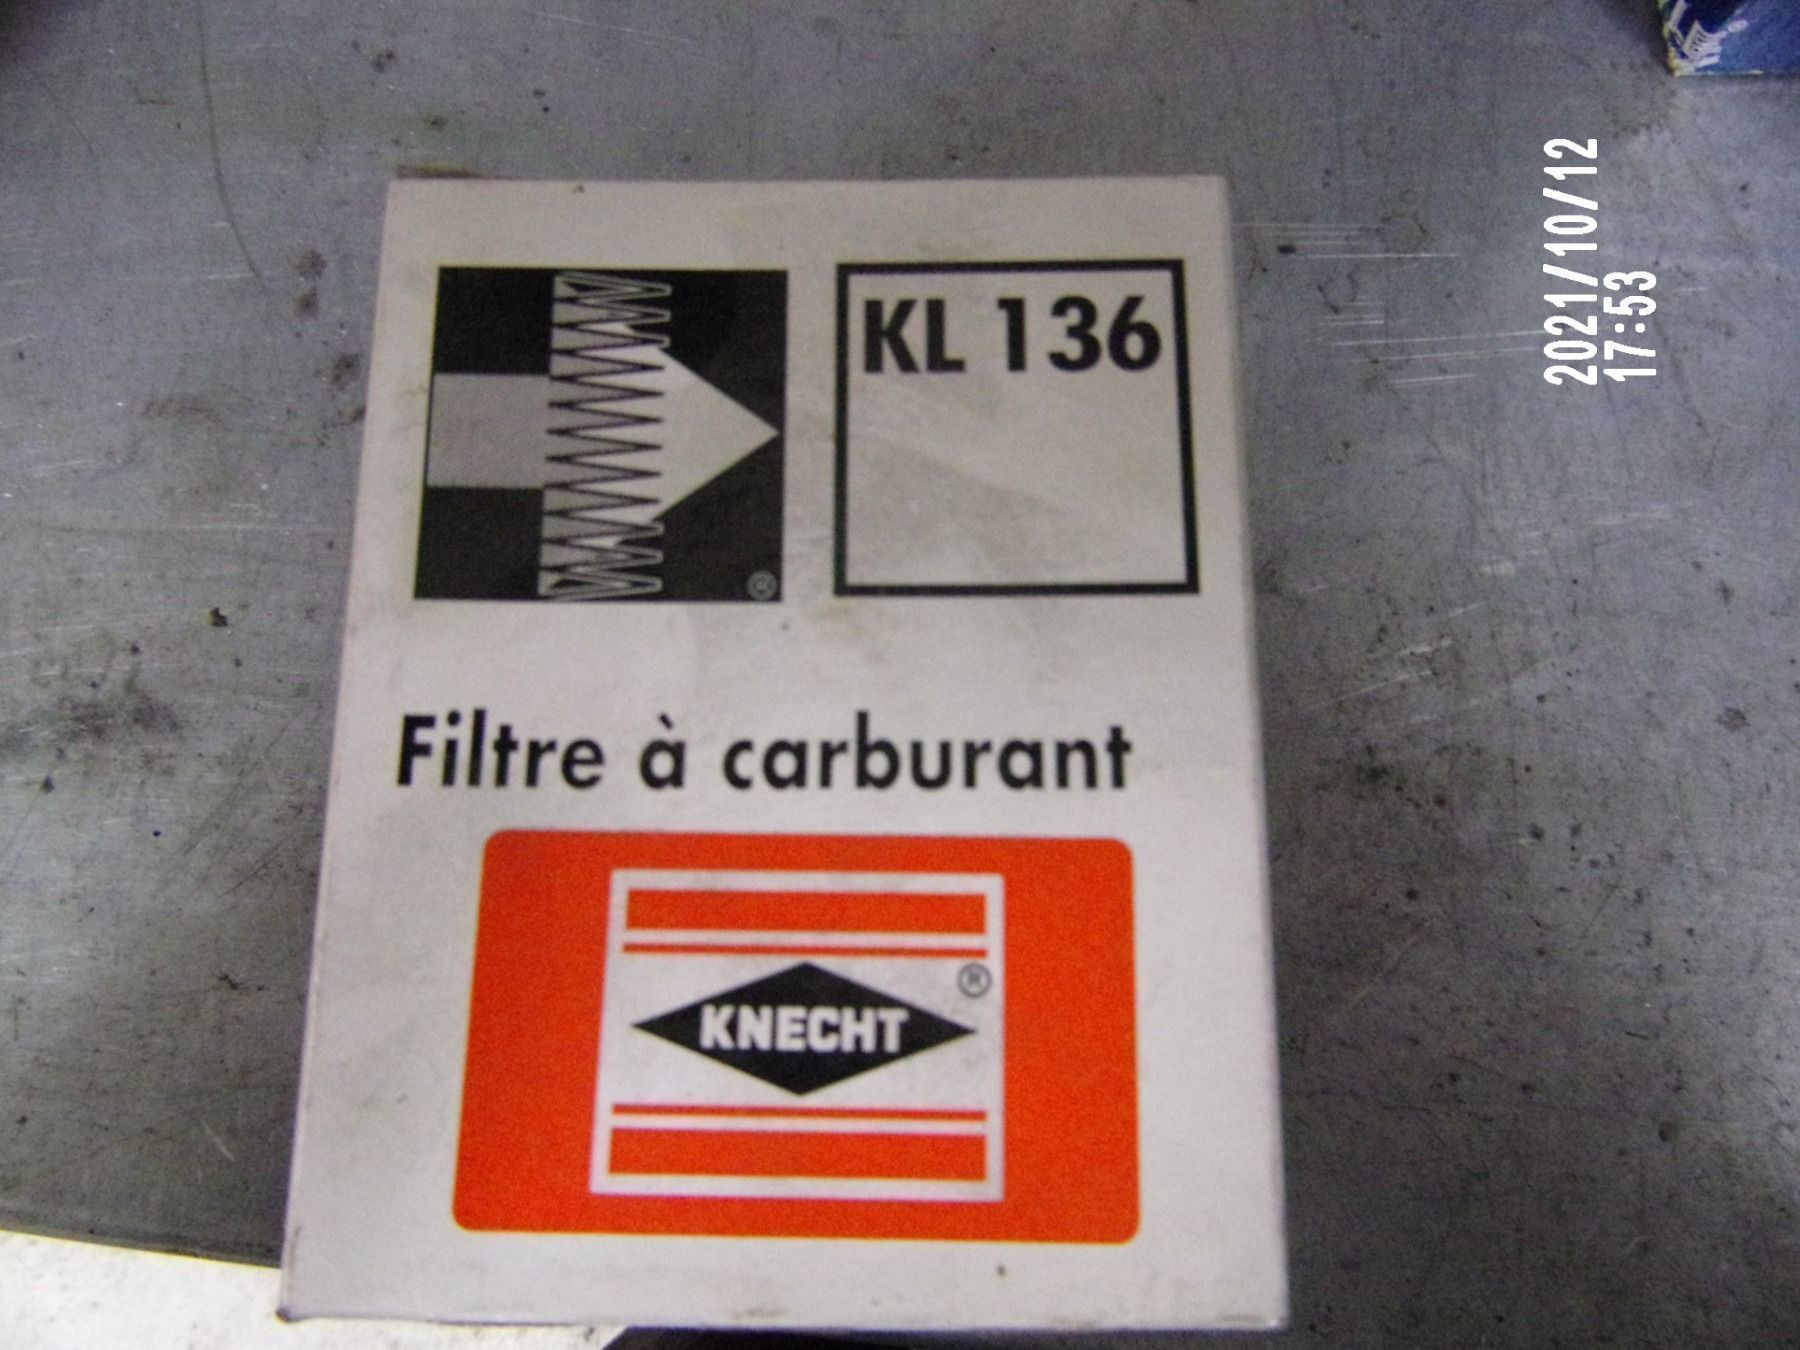 KL 136
Filtre à carburant
KNECHT
®
2021/10/12
17:53